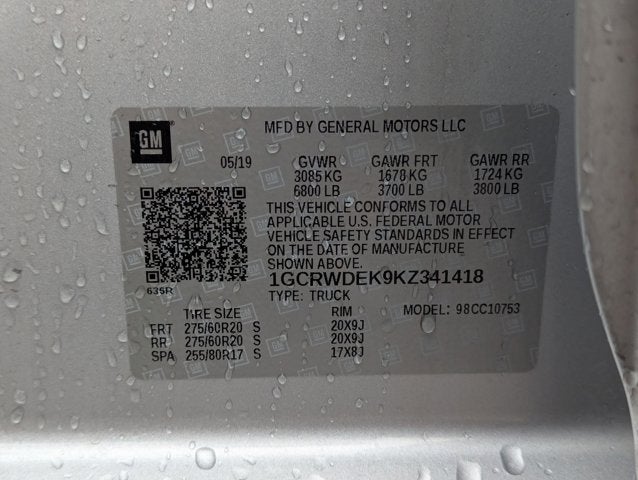 GM
MFD BY GENERAL MOTORS LLC
05/19 GVWR GAWR FRT GAWR RR
3085 KG 1678 KG 1724 KG
6800 LB 3700 LB 3800 LB
THIS VEHICLE CONFORMS TO ALL
APPLICABLE U.S. FEDERAL MOTOR
VEHICLE SAFETY STANDARDS IN EFFECT
ON THE DATE OF MANUFACTURE
SHOWN ABOVE.
635R
1GCRWDEK9KZ341418
TYPE: TRUCK
TIRE SIZE RIM MODEL: 98CC10753
FRT 275/60R20 S 20X9J
RR 275/60R20 S 20X9J
SPA 255/80R17 S 17X8J